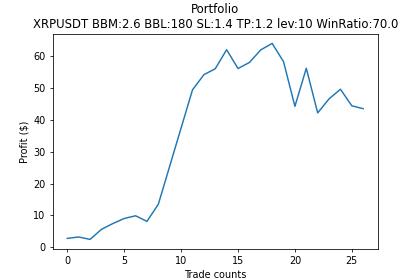 Portfolio
XRPUSDT BBM:2.6 BBL:180 SL:1.4 TP:1.2 lev:10 WinRatio:70.0
60
50
40
30
20
10
0
Profit ($)
0 5 10 15 20 25
Trade counts